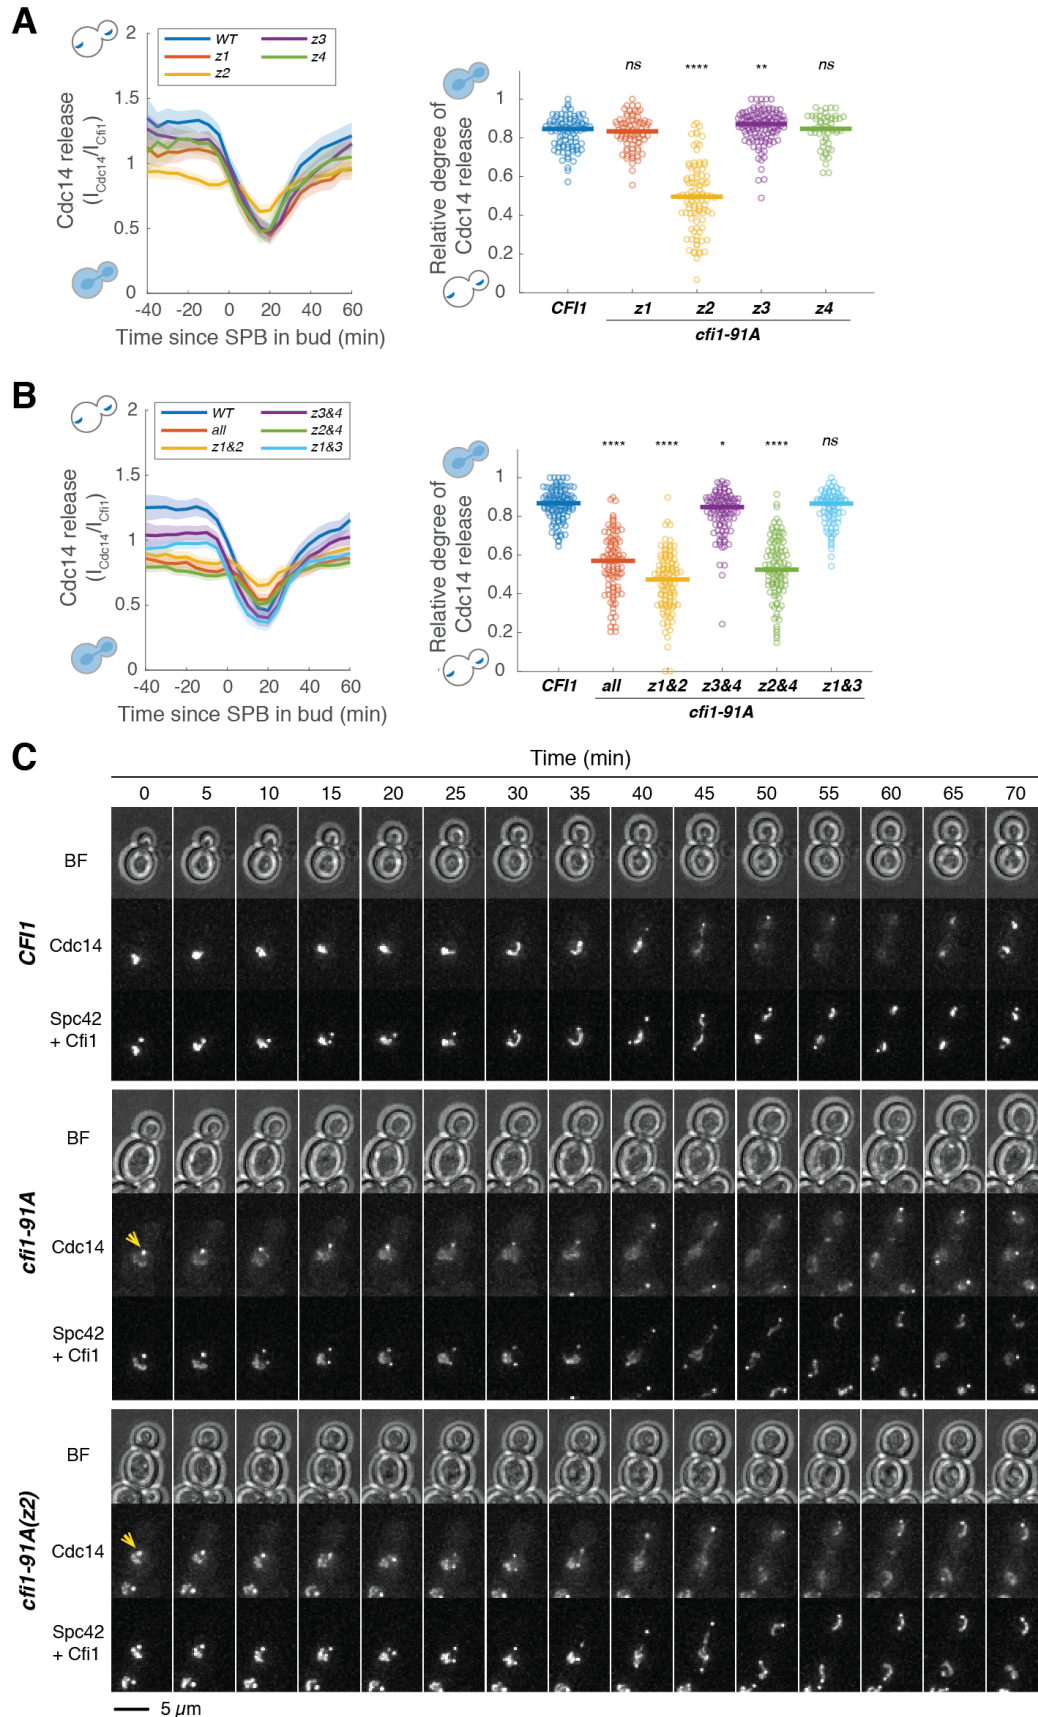 A
2
1.5
1
0.5
0
Cdc14 release
(I_Cdc14/I_Cfi1)
WT
z1
z2
z3
z4
-40 -20 0 20 40 60
Time since SPB in bud (min)
ns **** ** ns
1
0.8
0.6
0.4
0.2
0
Relative degree of
Cdc14 release
CFI1 z1 z2 z3 z4
cfi1-91A
B
2
1.5
1
0.5
0
Cdc14 release
(I_Cdc14/I_Cfi1)
WT
all
z1&2
z3&4
z2&4
z1&3
-40 -20 0 20 40 60
Time since SPB in bud (min)
**** **** * **** ns
1
0.8
0.6
0.4
0.2
0
Relative degree of
Cdc14 release
CFI1 all z1&2 z3&4 z2&4 z1&3
cfi1-91A
C
Time (min)
0 5 10 15 20 25 30 35 40 45 50 55 60 65 70
CFI1
BF
Cdc14
Spc42
+ Cfi1
cfi1-91A
BF
Cdc14
Spc42
+ Cfi1
cfi1-91A(z2)
BF
Cdc14
Spc42
+ Cfi1
5 µm